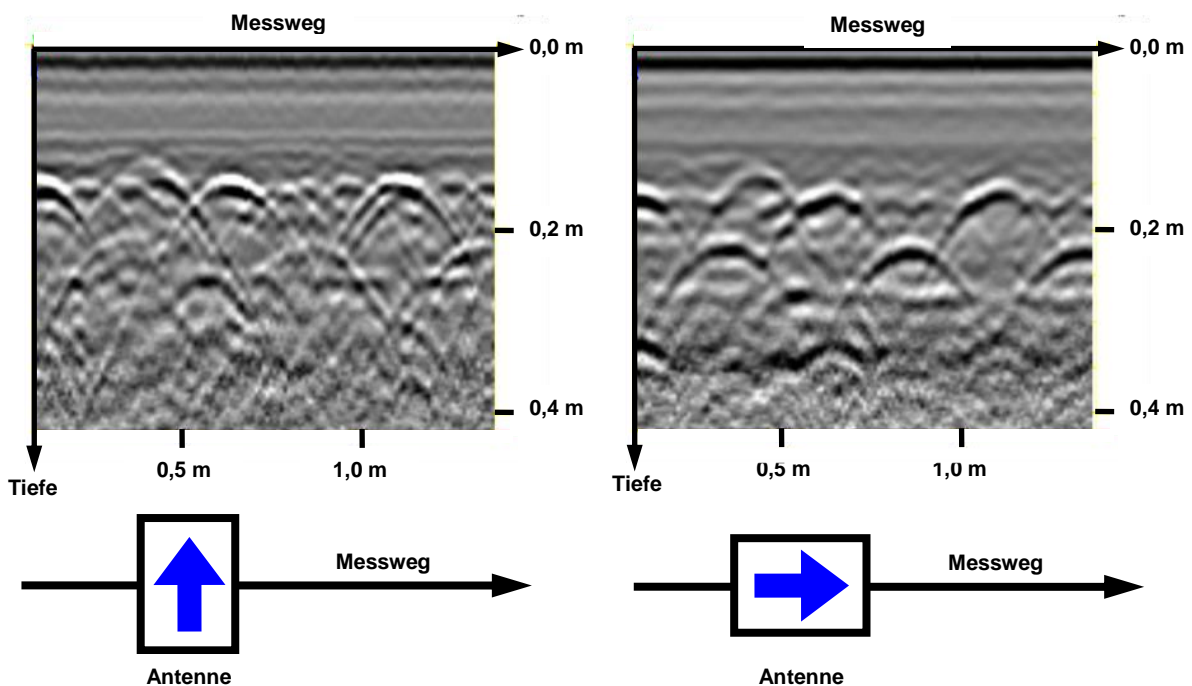 Messweg
0,0 m
0,2 m
0,4 m
0,5 m
1,0 m
Tiefe
Messweg
Antenne
Messweg
0,0 m
0,2 m
0,4 m
0,5 m
1,0 m
Tiefe
Messweg
Antenne